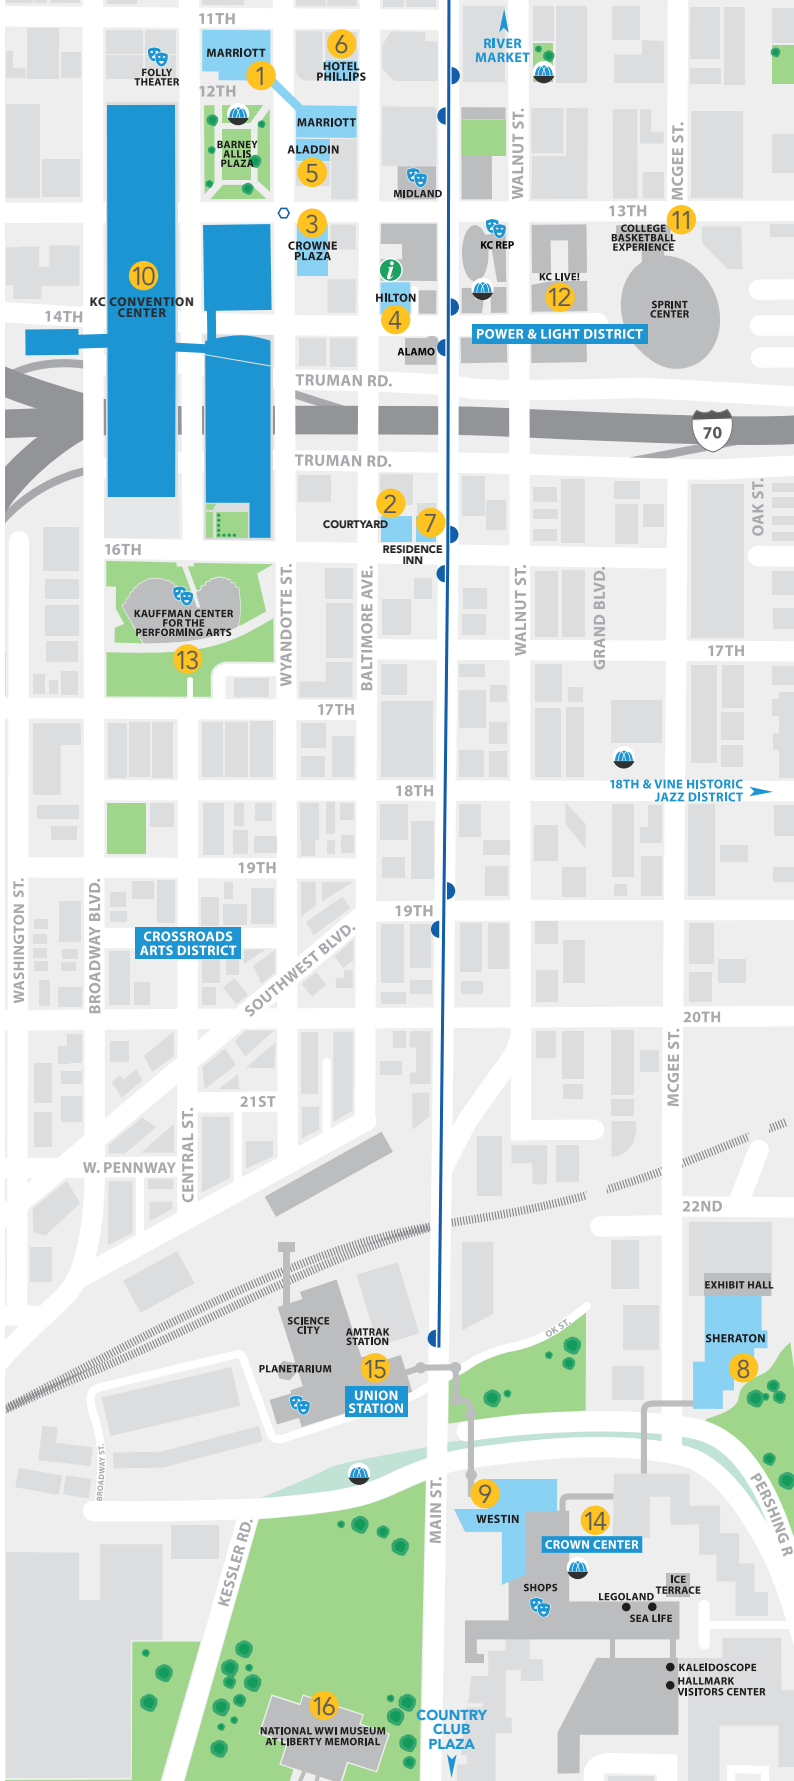 11TH
MARRIOTT
6
RIVER
MARKET
FOLLY
THEATER
1
HOTEL
PHILLIPS
12TH
MARRIOTT
WALNUT ST.
MCGEE ST.
BARNEY
ALLIS
PLAZA
ALADDIN
5
MIDLAND
13TH
11
3
CROWNE
PLAZA
KC REP
COLLEGE
BASKETBALL
EXPERIENCE
10
KC CONVENTION
CENTER
i
KC LIVE!
12
HILTON
4
SPRINT
CENTER
14TH
POWER & LIGHT DISTRICT
ALAMO
TRUMAN RD.
70
TRUMAN RD.
2
COURTYARD
7
RESIDENCE
INN
OAK ST.
16TH
WYANDOTTE ST.
BALTIMORE AVE.
WALNUT ST.
GRAND BLVD.
KAUFFMAN CENTER
FOR THE
PERFORMING ARTS
13
17TH
17TH
18TH
18TH & VINE HISTORIC
JAZZ DISTRICT
19TH
WASHINGTON ST.
BROADWAY BLVD.
19TH
CROSSROADS
ARTS DISTRICT
SOUTHWEST BLVD.
20TH
MCGEE ST.
21ST
CENTRAL ST.
W. PENNWAY
22ND
EXHIBIT HALL
SCIENCE
CITY
AMTRAK
STATION
OK ST.
SHERATON
8
PLANETARIUM
15
UNION
STATION
BROADWAY ST.
MAIN ST.
PERSHING R
9
WESTIN
14
CROWN CENTER
KESSLER RD.
SHOPS
ICE
TERRACE
LEGOLAND
SEA LIFE
KALEIDOSCOPE
HALLMARK
VISITORS CENTER
16
NATIONAL WWI MUSEUM
AT LIBERTY MEMORIAL
COUNTRY
CLUB
PLAZA